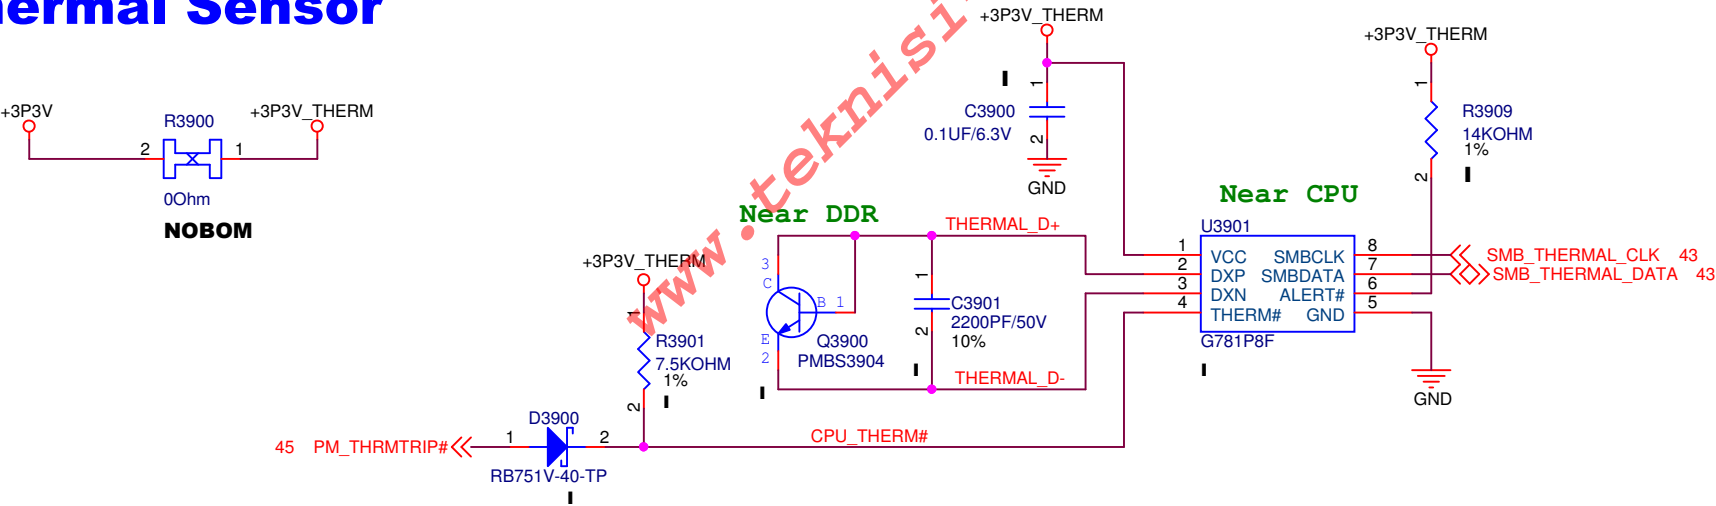 ermal Sensor
+3P3V
R3900
2
1
+3P3V_THERM
0Ohm
NOBOM
+3P3V_THERM
1
C3900
0.1UF/6.3V
2
GND
+3P3V_THERM
1
R3909
14KOHM
1%
2
www.teknisi
Near DDR
THERMAL_D+
3
C
B 1
E
2
Q3900
PMBS3904
1
C3901
2200PF/50V
10%
2
THERMAL_D-
Near CPU
U3901
1 VCC SMBCLK 8
2 DXP SMBDATA 7
3 DXN ALERT# 6
4 THERM# GND 5
G781P8F
SMB_THERMAL_CLK 43
SMB_THERMAL_DATA 43
GND
+3P3V_THERM
1
R3901
7.5KOHM
1%
2
D3900
45 PM_THRMTRIP#
1
2
RB751V-40-TP
CPU_THERM#